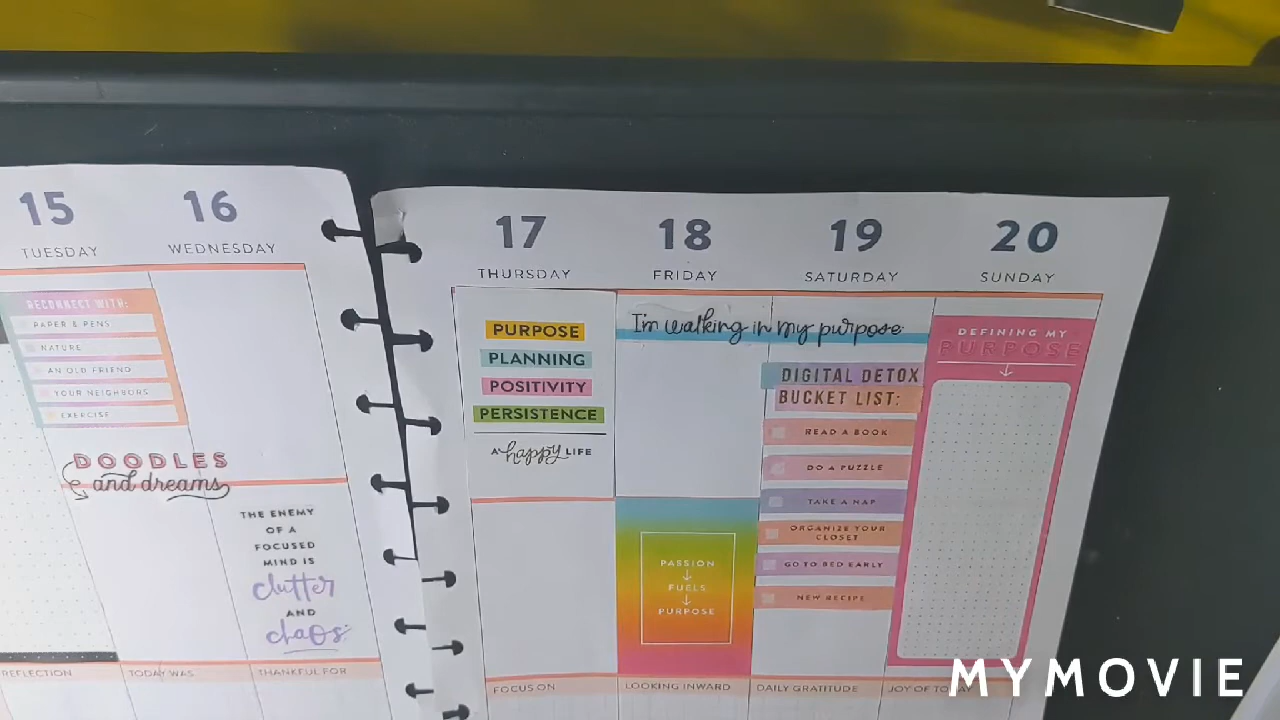 15
TUESDAY
RECONNECT WITH:
PAPER & PENS
NATURE
AN OLD FRIEND
YOUR NEIGHBORS
EXERCISE
DOODLES
and dreams
16
WEDNESDAY
THE ENEMY
OF A
FOCUSED
MIND IS
clutter
AND
chaos
REFLECTION
TODAY WAS
THANKFUL FOR
17
THURSDAY
PURPOSE
PLANNING
POSITIVITY
PERSISTENCE
A happy LIFE
18
FRIDAY
I'm walking in my purpose
PASSION
FUELS
PURPOSE
19
SATURDAY
DIGITAL DETOX
BUCKET LIST:
READ A BOOK
DO A PUZZLE
TAKE A NAP
ORGANIZE YOUR
CLOSET
GO TO BED EARLY
NEW RECIPE
20
SUNDAY
DEFINING MY
PURPOSE
FOCUS ON
LOOKING INWARD
DAILY GRATITUDE
JOY OF TODAY
MYMOVIE